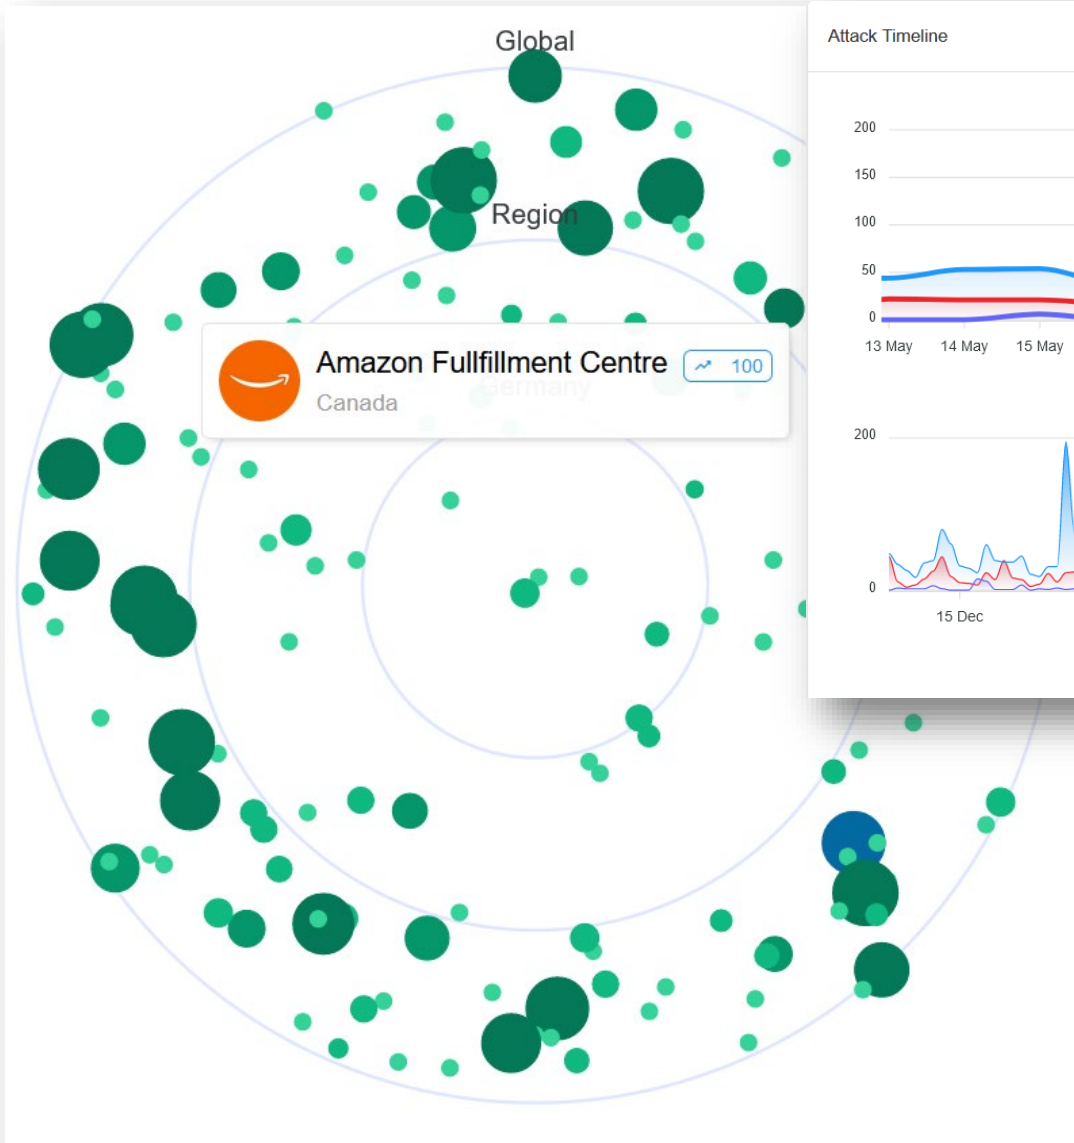 Global
Region
Germany
Amazon Fullfillment Centre
100
Canada
Attack Timeline
200
150
100
50
0
13 May 14 May 15 May
200
0
15 Dec